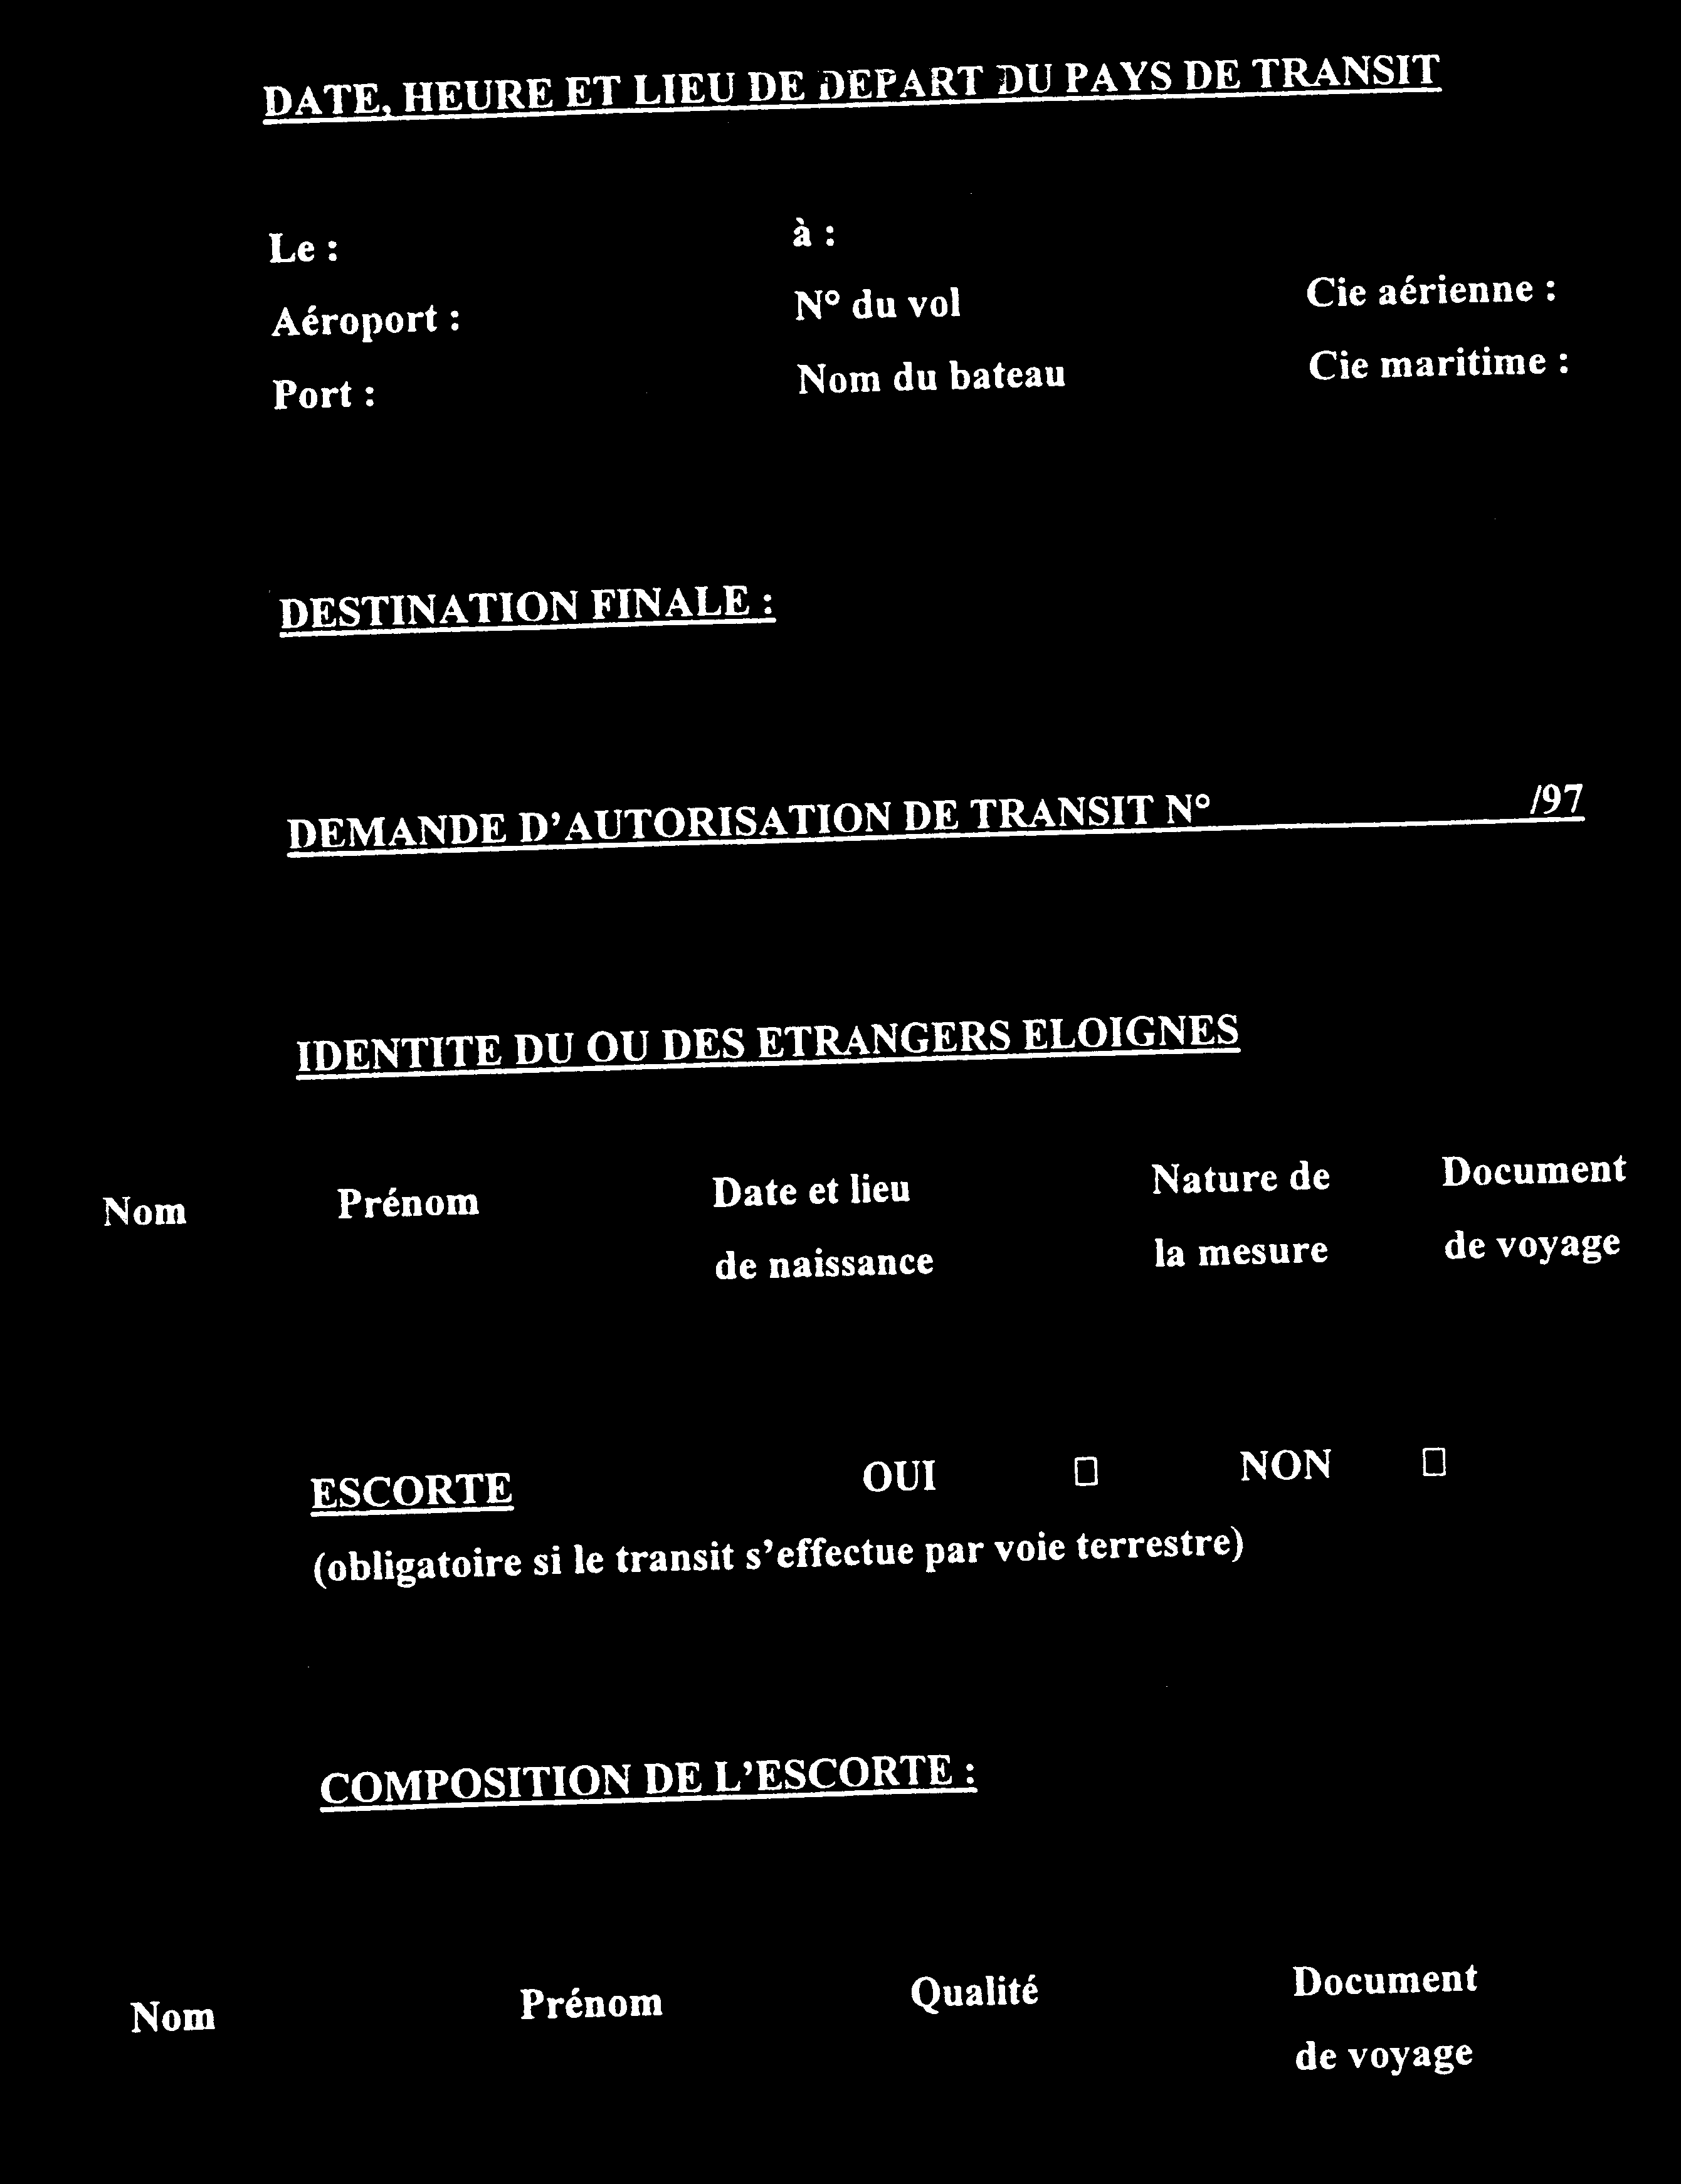 DATE, HEURE ET LIEU DE DEPART DU PAYS DE TRANSIT
Le : à :
Aéroport : N° du vol Cie aérienne :
Port : Nom du bateau Cie maritime :
DESTINATION FINALE :
DEMANDE D'AUTORISATION DE TRANSIT N° /97
IDENTITE DU OU DES ETRANGERS ELOIGNES
Nom Prénom Date et lieu Nature de Document
de naissance la mesure de voyage
ESCORTE OUI □ NON □
(obligatoire si le transit s'effectue par voie terrestre)
COMPOSITION DE L'ESCORTE :
Nom Prénom Qualité Document
de voyage